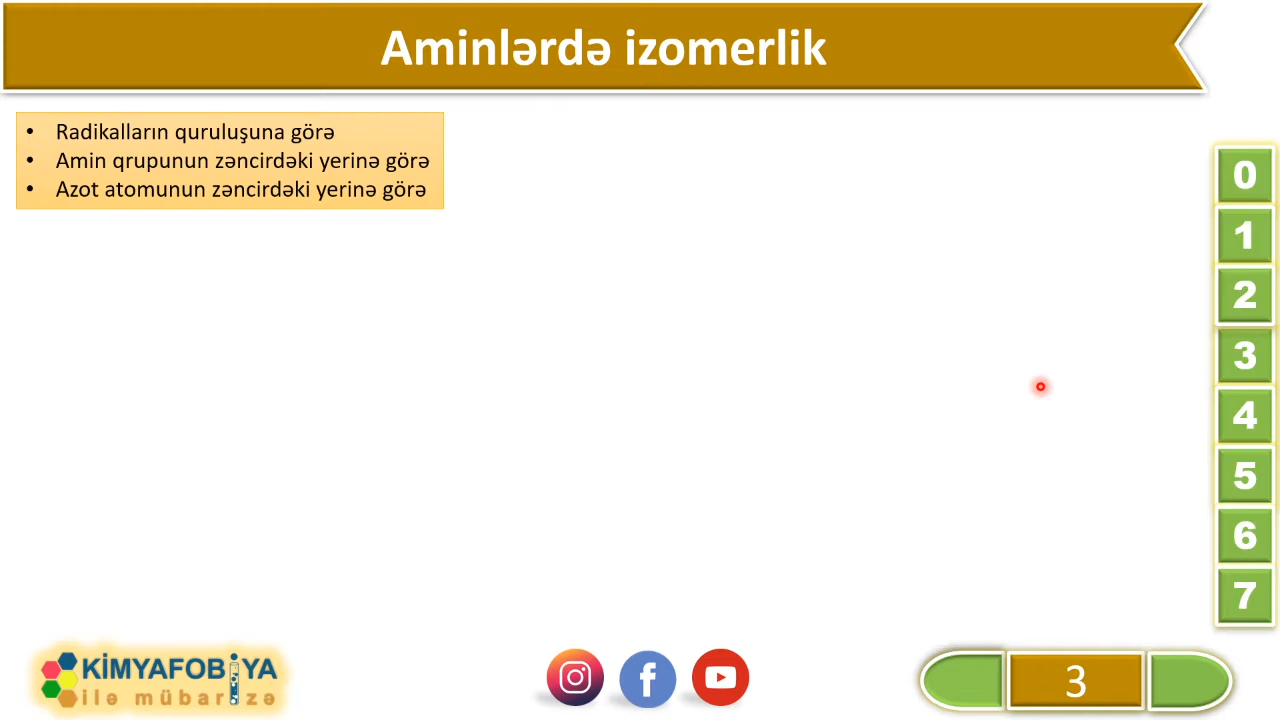 Aminlərdə izomerlik
• Radikalların quruluşuna görə
• Amin qrupunun zəncirdəki yerinə görə
• Azot atomunun zəncirdəki yerinə görə
0
1
2
3
4
5
6
7
KİMYAFOBİYA
ilə mübarizə
3